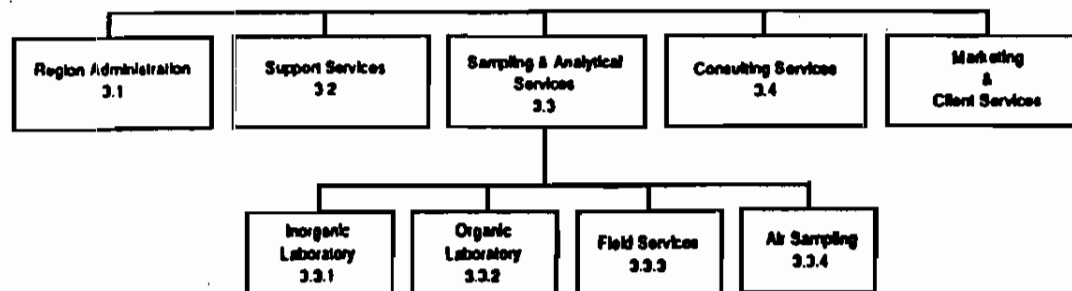 Region Administration
3.1
Support Services
3.2
Sampling & Analytical
Services
3.3
Consulting Services
3.4
Marketing
&
Client Services
Inorganic
Laboratory
3.3.1
Organic
Laboratory
3.3.2
Field Services
3.3.3
Air Sampling
3.3.4